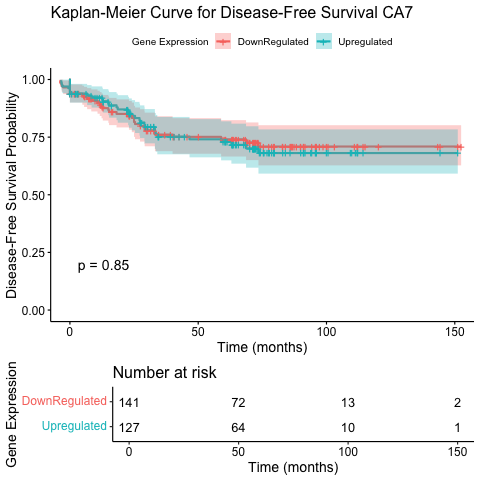 Kaplan-Meier Curve for Disease-Free Survival CA7
Gene Expression DownRegulated Upregulated
Disease-Free Survival Probability
1.00
0.75
0.50
0.25
0.00
p = 0.85
0 50 100 150
Time (months)
Number at risk
Gene Expression
DownRegulated 141 72 13 2
Upregulated 127 64 10 1
0 50 100 150
Time (months)